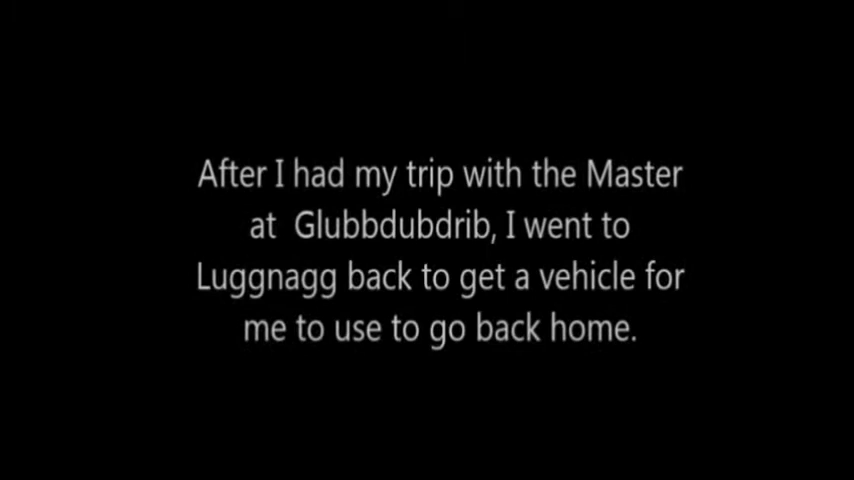 After I had my trip with the Master
at  Glubbdubdrib, I went to
Luggnagg back to get a vehicle for
me to use to go back home.